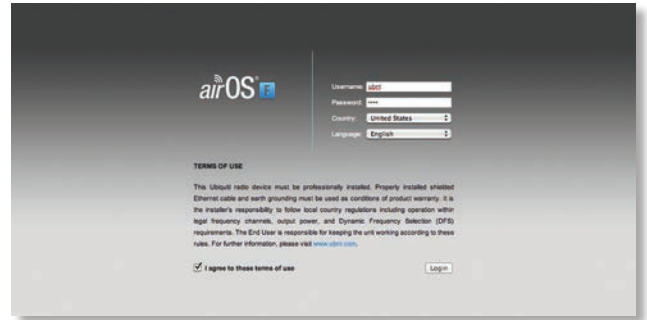 airOS F
Username: ubnt
Password: ••••
Country: United States
Language: English
TERMS OF USE
This Ubiquiti radio device must be professionally installed. Properly installed shielded
Ethernet cable and earth grounding must be used as conditions of product warranty. It is
the installer's responsibility to follow local country regulations including operation within
legal frequency channels, output power, and Dynamic Frequency Selection (DFS)
requirements. The End User is responsible for keeping the unit working according to these
rules. For further information, please visit www.ubnt.com.
I agree to these terms of use
Login